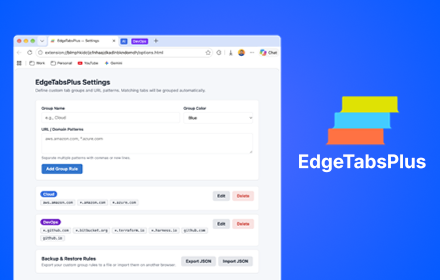 EdgeTabsPlus — Settings
DevOps
Copilot
Work
Personal
YouTube
Gemini
EdgeTabsPlus Settings
Define custom tab groups and URL patterns. Matching tabs will be grouped automatically.
Group Name
Group Color
e.g., Cloud
Blue
URL / Domain Patterns
aws.amazon.com, *.azure.com
Separate multiple patterns with commas or new lines.
Add Group Rule
Cloud
Edit
Delete
aws.amazon.com
*.amazon.com
*.azure.com
DevOps
Edit
Delete
*.github.com
*.bitbucket.org
*.terraform.io
*.harness.io
github.com
github.io
Backup & Restore Rules
Export your custom group rules to a file or import them on another browser.
Export JSON
Import JSON
EdgeTabsPlus